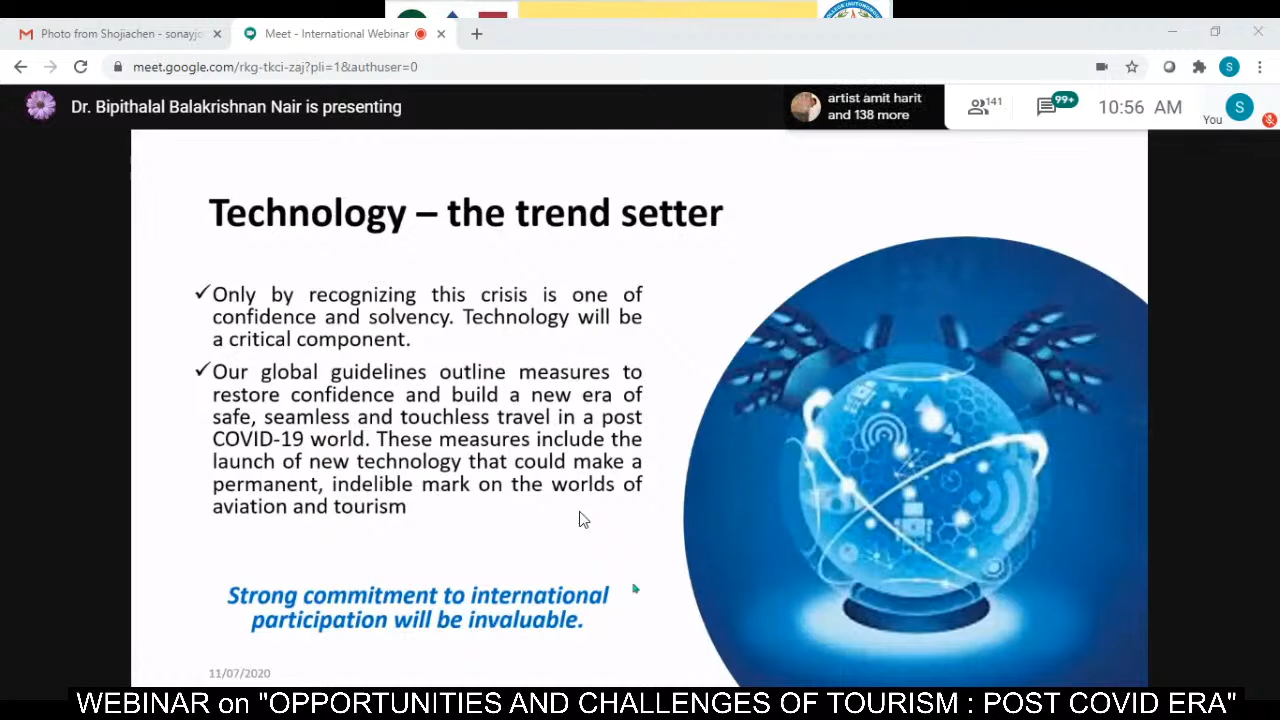 COLLEGE (AUTONOMOUS)
Photo from Shojiachen - sonayjo
Meet - International Webinar
meet.google.com/rkg-tkci-zaj?pli=1&authuser=0
Dr. Bipithalal Balakrishnan Nair is presenting
artist amit harit
and 138 more
141
99+
10:56 AM
You
S
S
Technology – the trend setter
✓Only by recognizing this crisis is one of
confidence and solvency. Technology will be
a critical component.
✓Our global guidelines outline measures to
restore confidence and build a new era of
safe, seamless and touchless travel in a post
COVID-19 world. These measures include the
launch of new technology that could make a
permanent, indelible mark on the worlds of
aviation and tourism
Strong commitment to international
participation will be invaluable.
11/07/2020
WEBINAR on "OPPORTUNITIES AND CHALLENGES OF TOURISM : POST COVID ERA"